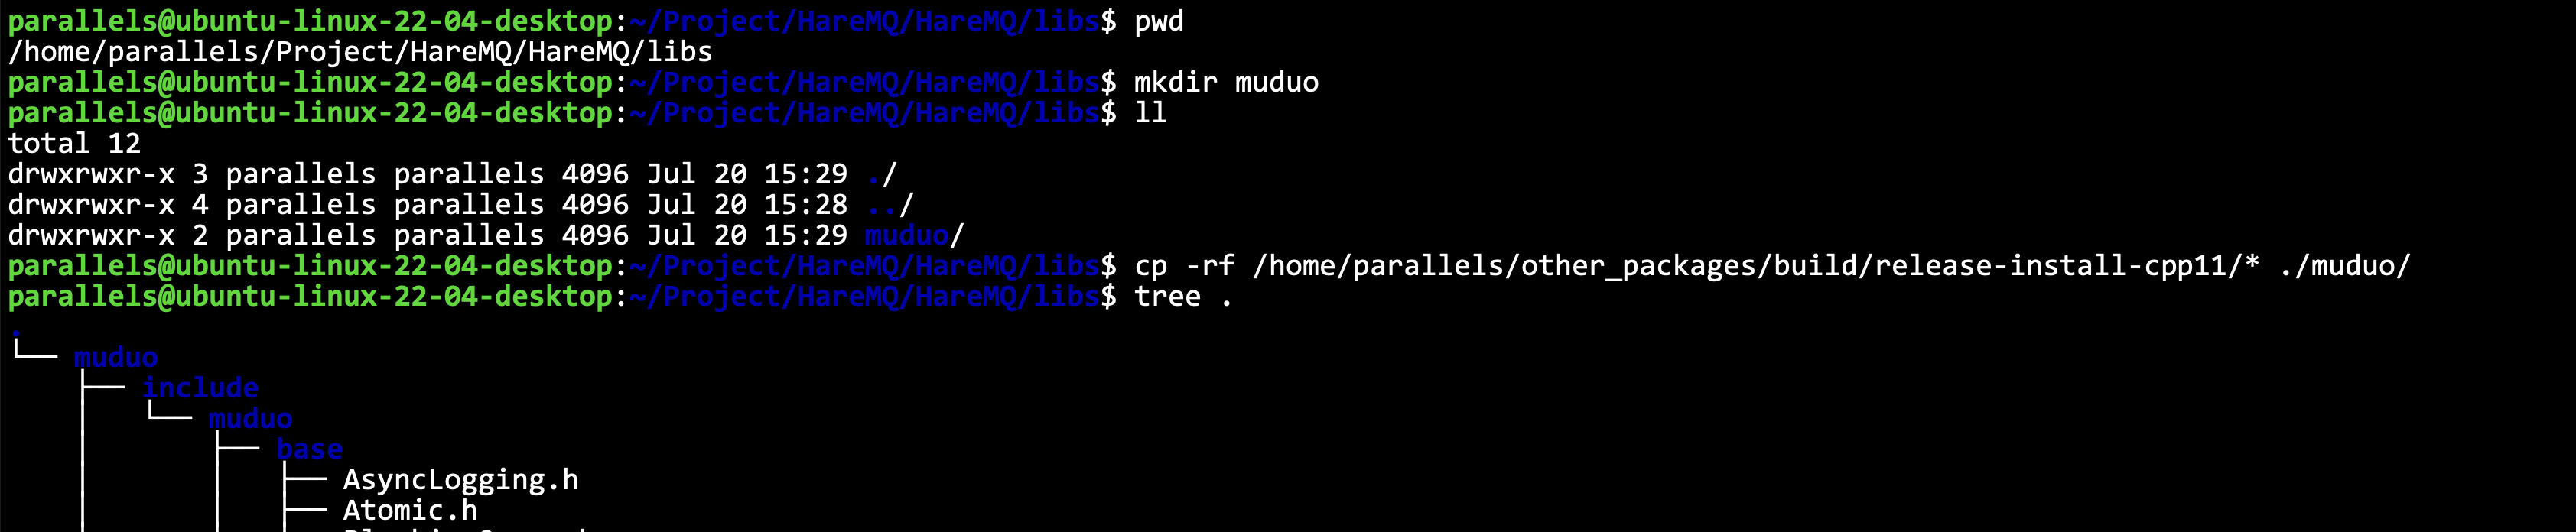 parallels@ubuntu-linux-22-04-desktop:~/Project/HareMQ/HareMQ/libs$ pwd
/home/parallels/Project/HareMQ/HareMQ/libs
parallels@ubuntu-linux-22-04-desktop:~/Project/HareMQ/HareMQ/libs$ mkdir muduo
parallels@ubuntu-linux-22-04-desktop:~/Project/HareMQ/HareMQ/libs$ ll
total 12
drwxrwxr-x 3 parallels parallels 4096 Jul 20 15:29 ./
drwxrwxr-x 4 parallels parallels 4096 Jul 20 15:28 ../
drwxrwxr-x 2 parallels parallels 4096 Jul 20 15:29 muduo/
parallels@ubuntu-linux-22-04-desktop:~/Project/HareMQ/HareMQ/libs$ cp -rf /home/parallels/other_packages/build/release-install-cpp11/* ./muduo/
parallels@ubuntu-linux-22-04-desktop:~/Project/HareMQ/HareMQ/libs$ tree .
.
└── muduo
    ├── include
    │   └── muduo
    │       ├── base
    │       │   ├── AsyncLogging.h
    │       │   ├── Atomic.h